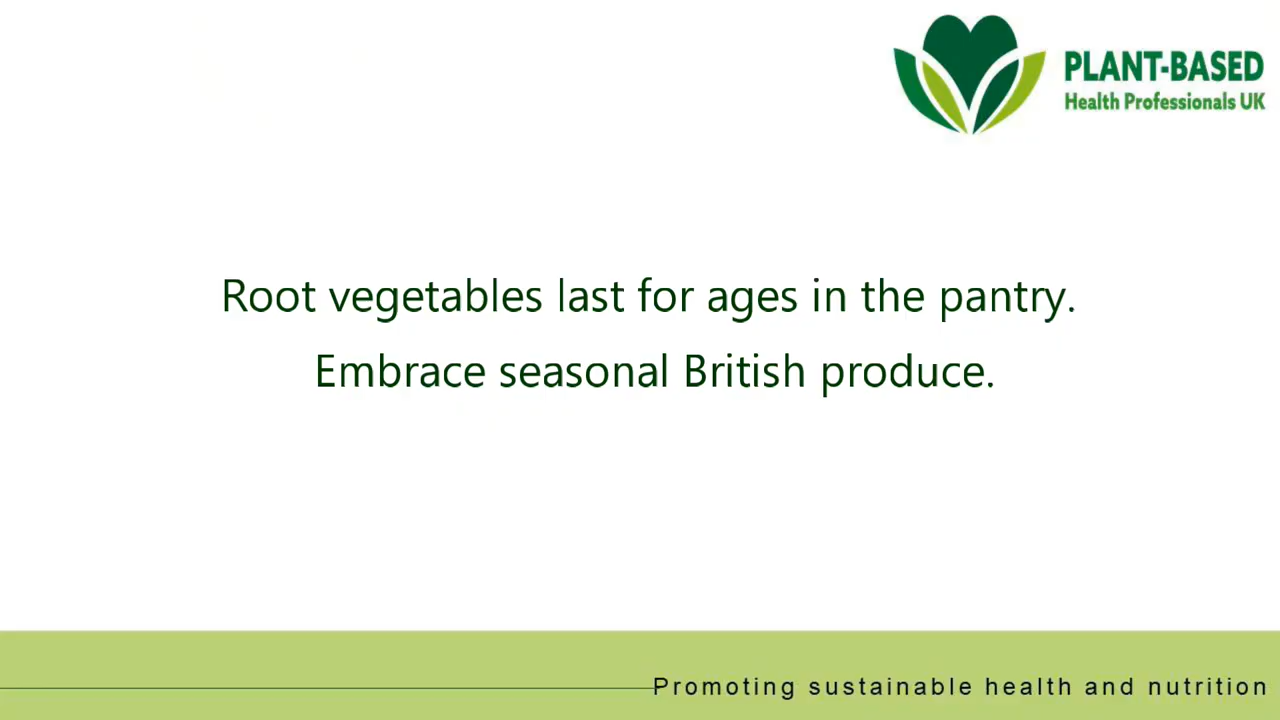 PLANT-BASED
Health Professionals UK
Root vegetables last for ages in the pantry.
Embrace seasonal British produce.
Promoting sustainable health and nutrition